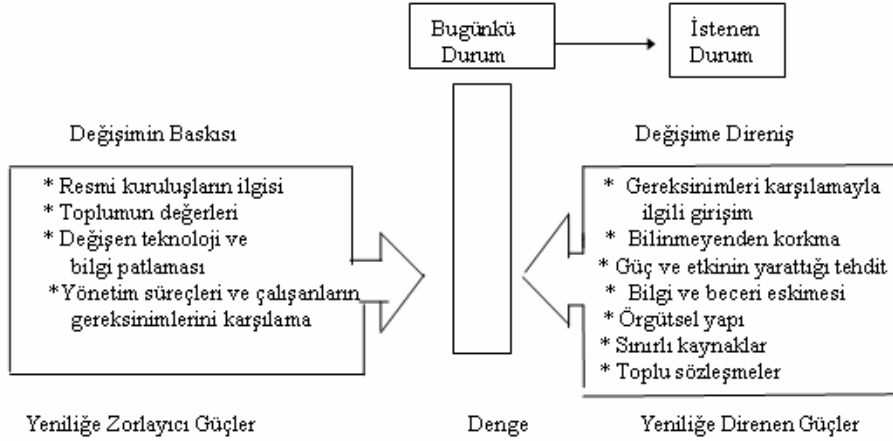 Bugünkü
Durum
İstenen
Durum
Değişimin Baskısı
* Resmi kuruluşların ilgisi
* Toplumun değerleri
* Değişen teknoloji ve
bilgi patlaması
*Yönetim süreçleri ve çalışanların
gereksinimlerini karşılama
Değişime Direniş
* Gereksinimleri karşılamayla
ilgili girişim
* Bilinmeyenden korkma
* Güç ve etkinin yarattığı tehdit
* Bilgi ve beceri eskimesi
* Örgütsel yapı
* Sınırlı kaynaklar
* Toplu sözleşmeler
Yeniliğe Zorlayıcı Güçler
Denge
Yeniliğe Direnen Güçler